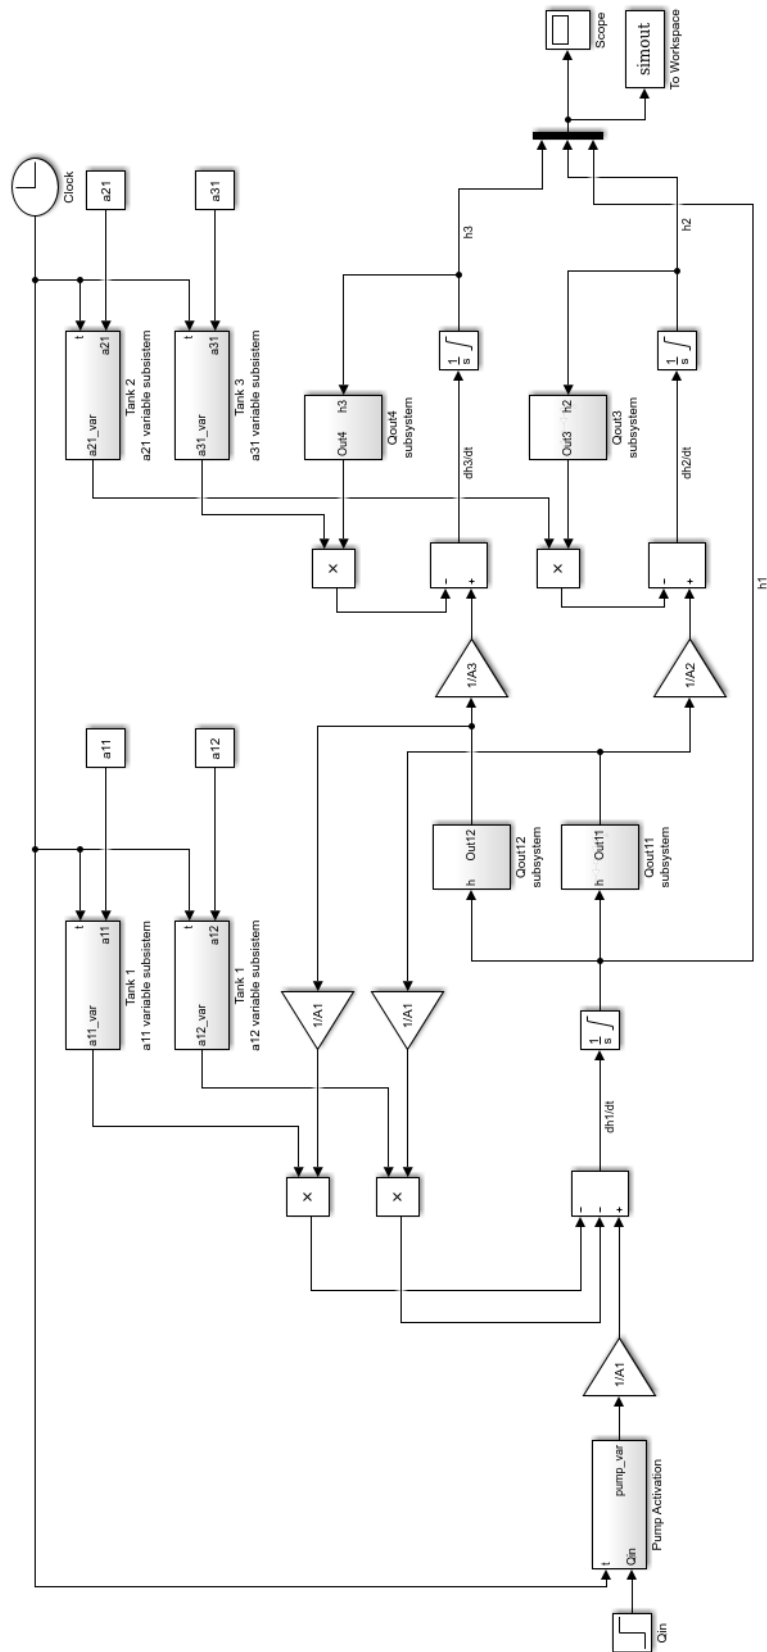 Clock
t
a11
a11
a11_var
Tank 1
a11 variable subsistem
t
a12
a12
a12_var
Tank 1
a12 variable subsistem
t
a21
a21
a21_var
Tank 2
a21 variable subsistem
t
a31
a31
a31_var
Tank 3
a31 variable subsistem
×
1/A1
×
1/A1
×
Out4
h3
Qout4
subsystem
h
Out12
Qout12
subsystem
1/A3
−
+
dh3/dt
1
s
h3
Scope
simout
To Workspace
×
Out3
h2
Qout3
subsystem
Qin
t
Qin
pump_var
Pump Activation
1/A1
−
−
+
dh1/dt
1
s
h
Out11
Qout11
subsystem
1/A2
−
+
dh2/dt
1
s
h2
h1